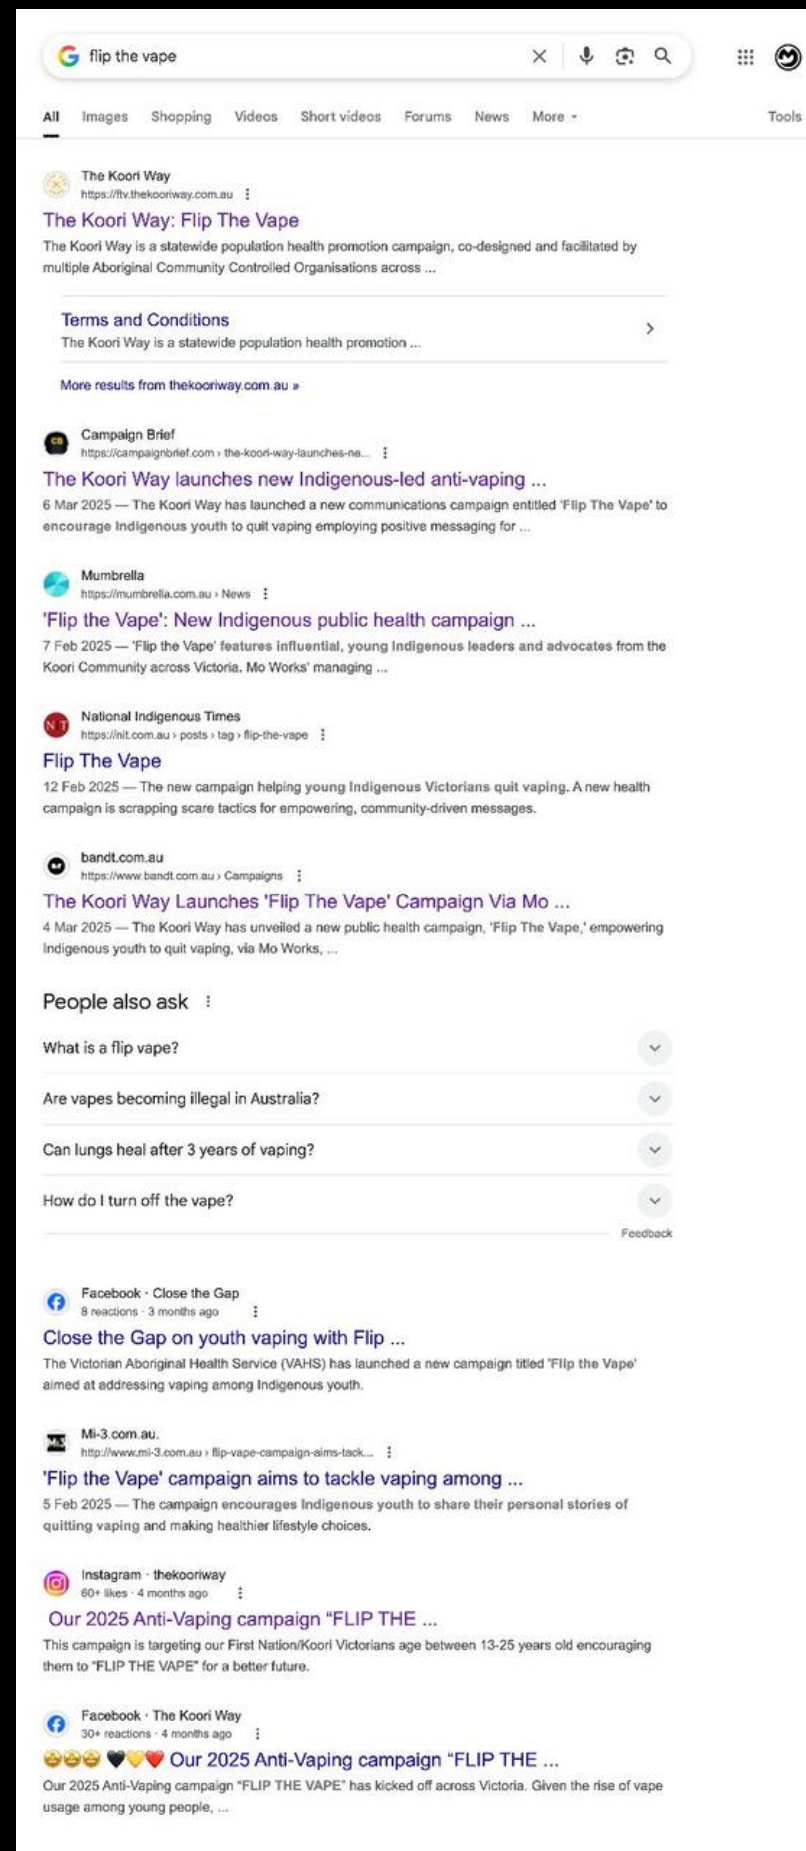 flip the vape
All Images Shopping Videos Short videos Forums News More Tools
The Koori Way
https://ftv.thekooriway.com.au
The Koori Way: Flip The Vape
The Koori Way is a statewide population health promotion campaign, co-designed and facilitated by
multiple Aboriginal Community Controlled Organisations across ...
Terms and Conditions
The Koori Way is a statewide population health promotion ...
More results from thekooriway.com.au »
CB
Campaign Brief
https://campaignbrief.com › the-koori-way-launches-ne...
The Koori Way launches new Indigenous-led anti-vaping ...
6 Mar 2025 — The Koori Way has launched a new communications campaign entitled 'Flip The Vape' to
encourage Indigenous youth to quit vaping employing positive messaging for ...
Mumbrella
https://mumbrella.com.au › News
'Flip the Vape': New Indigenous public health campaign ...
7 Feb 2025 — 'Flip the Vape' features influential, young Indigenous leaders and advocates from the
Koori Community across Victoria. Mo Works' managing ...
NIT
National Indigenous Times
https://nit.com.au › posts › tag › flip-the-vape
Flip The Vape
12 Feb 2025 — The new campaign helping young Indigenous Victorians quit vaping. A new health
campaign is scrapping scare tactics for empowering, community-driven messages.
bandt.com.au
https://www.bandt.com.au › Campaigns
The Koori Way Launches 'Flip The Vape' Campaign Via Mo ...
4 Mar 2025 — The Koori Way has unveiled a new public health campaign, 'Flip The Vape,' empowering
Indigenous youth to quit vaping, via Mo Works, ...
People also ask
What is a flip vape?
Are vapes becoming illegal in Australia?
Can lungs heal after 3 years of vaping?
How do I turn off the vape?
Feedback
Facebook · Close the Gap
8 reactions · 3 months ago
Close the Gap on youth vaping with Flip ...
The Victorian Aboriginal Health Service (VAHS) has launched a new campaign titled 'Flip the Vape'
aimed at addressing vaping among Indigenous youth.
Mi-3.com.au.
http://www.mi-3.com.au › flip-vape-campaign-aims-tack...
'Flip the Vape' campaign aims to tackle vaping among ...
5 Feb 2025 — The campaign encourages Indigenous youth to share their personal stories of
quitting vaping and making healthier lifestyle choices.
Instagram · thekooriway
60+ likes · 4 months ago
Our 2025 Anti-Vaping campaign "FLIP THE ...
This campaign is targeting our First Nation/Koori Victorians age between 13-25 years old encouraging
them to "FLIP THE VAPE" for a better future.
Facebook · The Koori Way
30+ reactions · 4 months ago
🤩🤩🤩 🖤💛❤️ Our 2025 Anti-Vaping campaign "FLIP THE ...
Our 2025 Anti-Vaping campaign "FLIP THE VAPE" has kicked off across Victoria. Given the rise of vape
usage among young people, ...